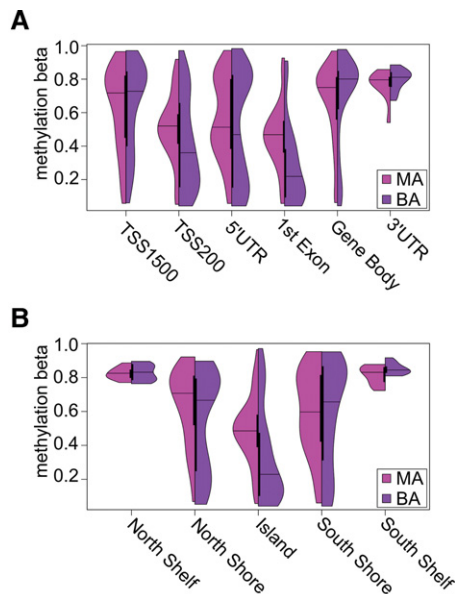 A
methylation beta
1.0
0.8
0.6
0.4
0.2
MA
BA
TSS1500
TSS200
5'UTR
1st Exon
Gene Body
3'UTR
B
methylation beta
1.0
0.8
0.6
0.4
0.2
MA
BA
North Shelf
North Shore
Island
South Shore
South Shelf